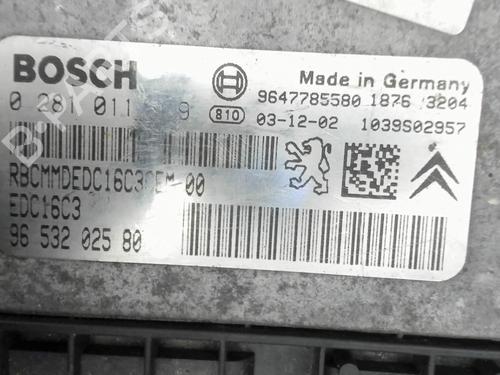 BOSCH
Made in Germany
0 281 011
9647785580 1876 3204
810 03-12-02 1039S02957
EDC16C3
96 532 025 80